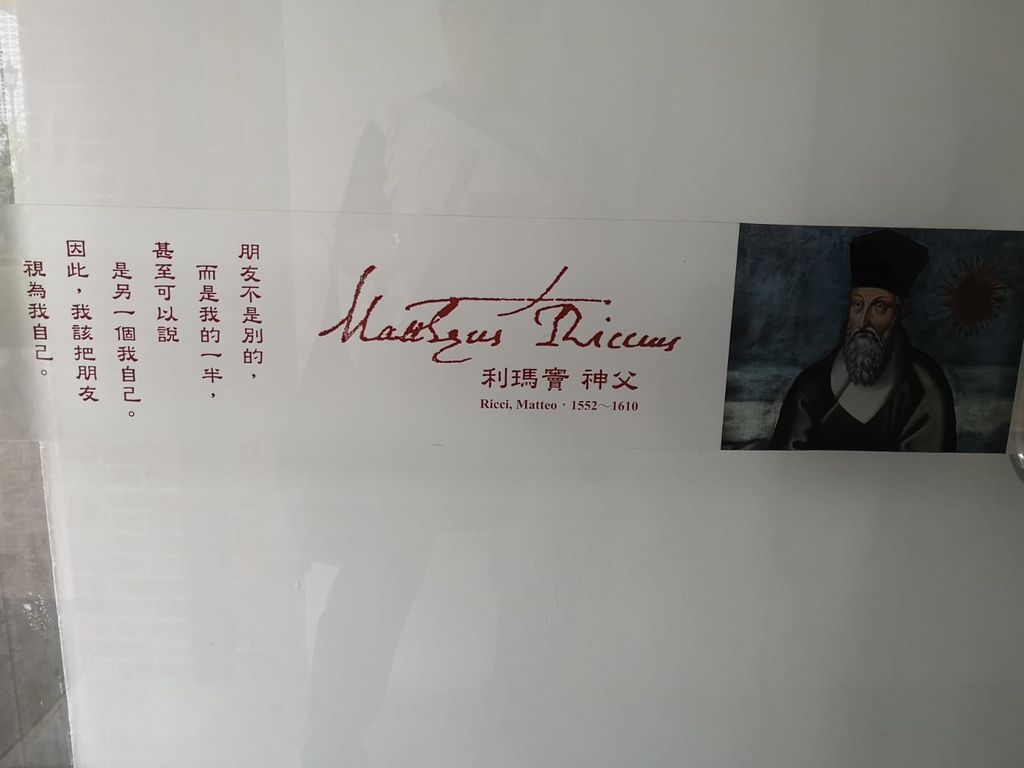 朋友不是別的，
而是我的一半，
甚至可以說
是另一個我自己。
因此，我該把朋友
視為我自己。
Mattheus Riccius
利瑪竇 神父
Ricci, Matteo，1552～1610